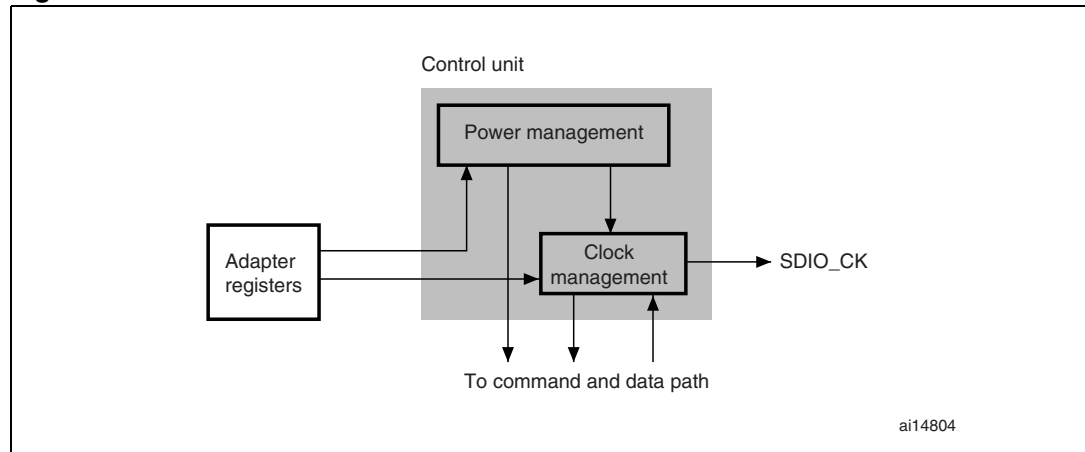 Control unit
Power management
Adapter
registers
Clock
management
SDIO_CK
To command and data path
ai14804